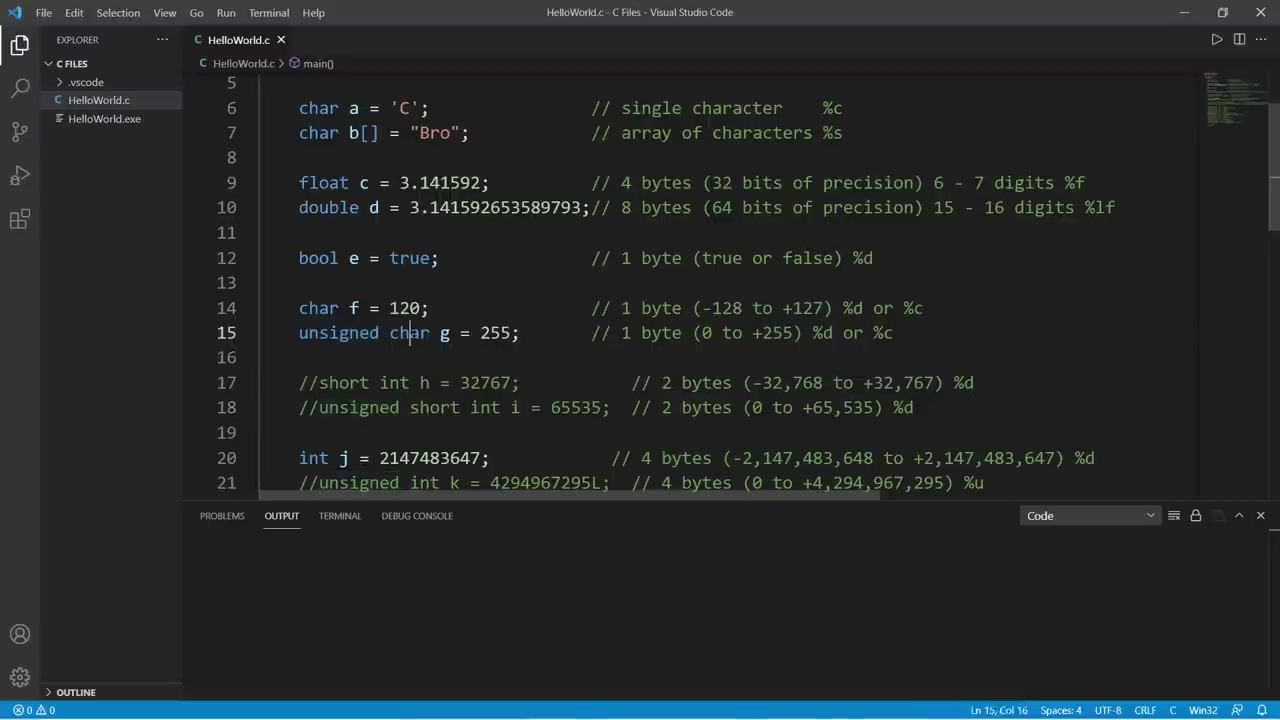 File Edit Selection View Go Run Terminal Help HelloWorld.c - C Files - Visual Studio Code
EXPLORER
C FILES
.vscode
C HelloWorld.c
C HelloWorld.exe
C HelloWorld.c
C HelloWorld.c > main()
5
6 char a = 'C'; // single character %c
7 char b[] = "Bro"; // array of characters %s
8
9 float c = 3.141592; // 4 bytes (32 bits of precision) 6 - 7 digits %f
10 double d = 3.141592653589793;// 8 bytes (64 bits of precision) 15 - 16 digits %lf
11
12 bool e = true; // 1 byte (true or false) %d
13
14 char f = 120; // 1 byte (-128 to +127) %d or %c
15 unsigned char g = 255; // 1 byte (0 to +255) %d or %c
16
17 //short int h = 32767; // 2 bytes (-32,768 to +32,767) %d
18 //unsigned short int i = 65535; // 2 bytes (0 to +65,535) %d
19
20 int j = 2147483647; // 4 bytes (-2,147,483,648 to +2,147,483,647) %d
21 //unsigned int k = 4294967295L; // 4 bytes (0 to +4,294,967,295) %u
PROBLEMS OUTPUT TERMINAL DEBUG CONSOLE Code
OUTLINE
0 0 Ln 15, Col 16 Spaces: 4 UTF-8 CRLF C Win32